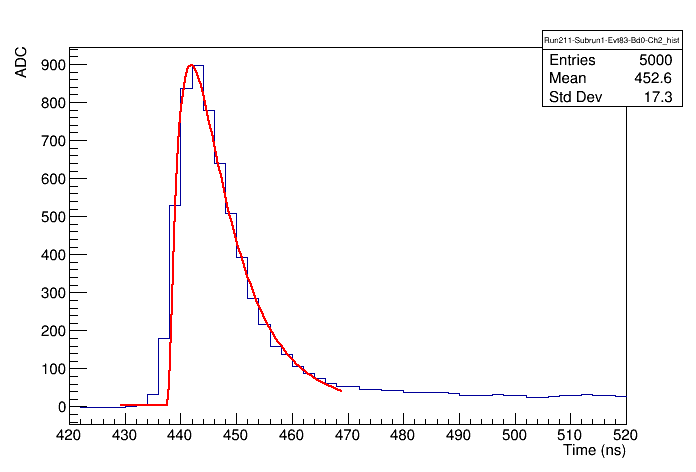 Run211-Subrun1-Evt83-Bd0-Ch2_hist
Entries 5000
Mean 452.6
Std Dev 17.3
ADC
900
800
700
600
500
400
300
200
100
0
420 430 440 450 460 470 480 490 500 510 520
Time (ns)